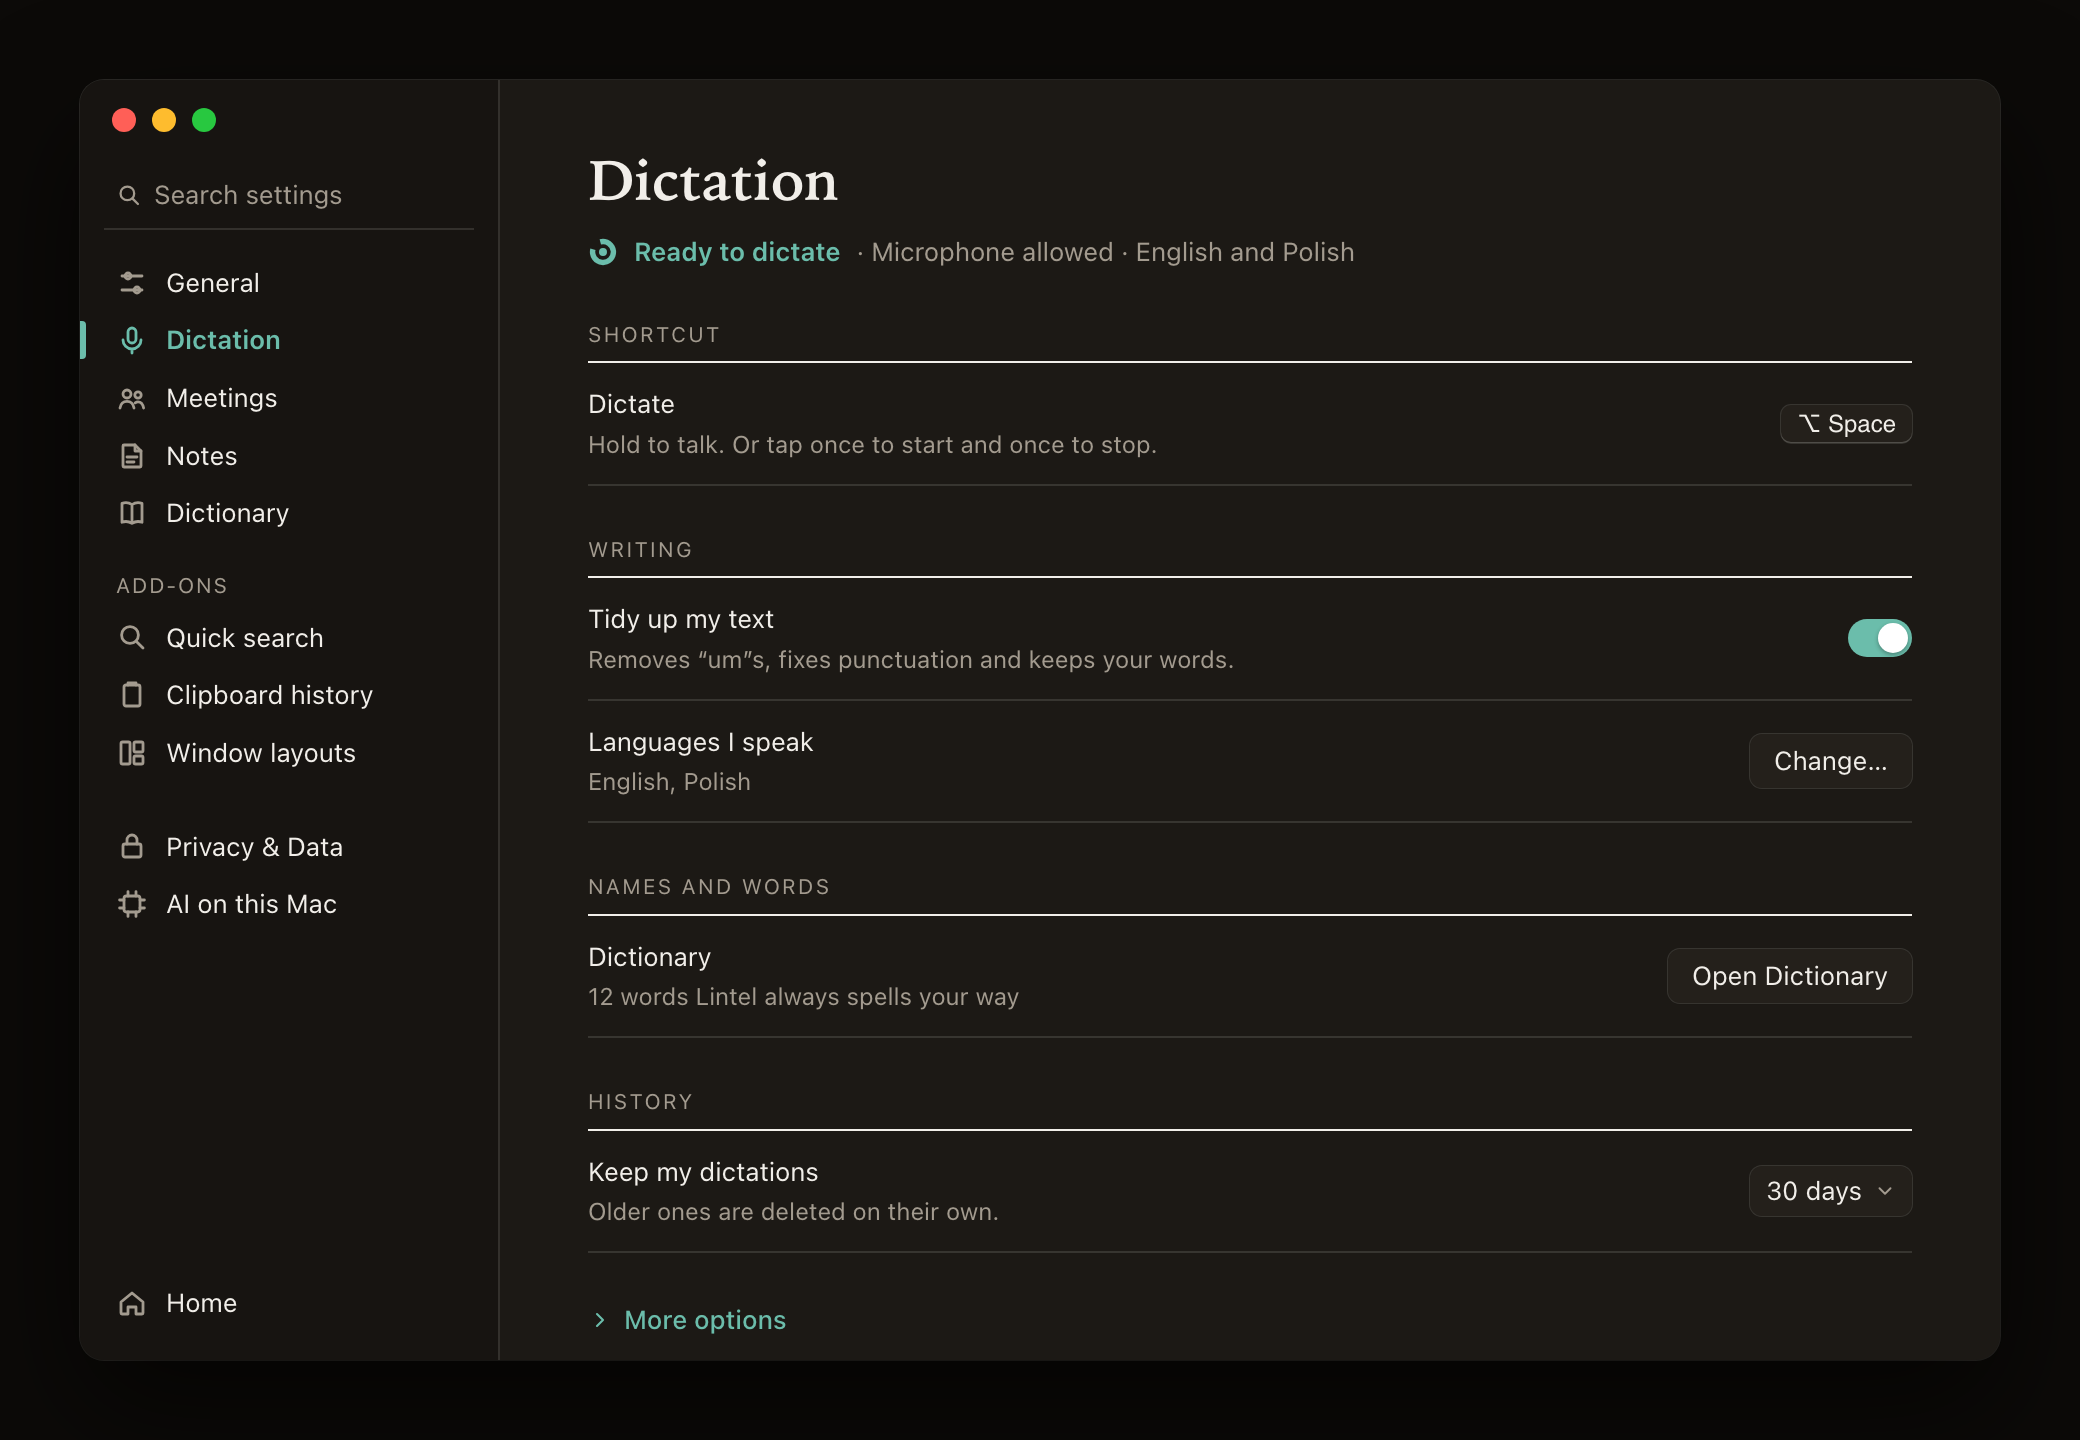 Search settings
General
Dictation
Meetings
Notes
Dictionary
ADD-ONS
Quick search
Clipboard history
Window layouts
Privacy & Data
AI on this Mac
Home
Dictation
Ready to dictate · Microphone allowed · English and Polish
SHORTCUT
Dictate
Hold to talk. Or tap once to start and once to stop.
⌥ Space
WRITING
Tidy up my text
Removes “um”s, fixes punctuation and keeps your words.
Languages I speak
English, Polish
Change...
NAMES AND WORDS
Dictionary
12 words Lintel always spells your way
Open Dictionary
HISTORY
Keep my dictations
Older ones are deleted on their own.
30 days
More options